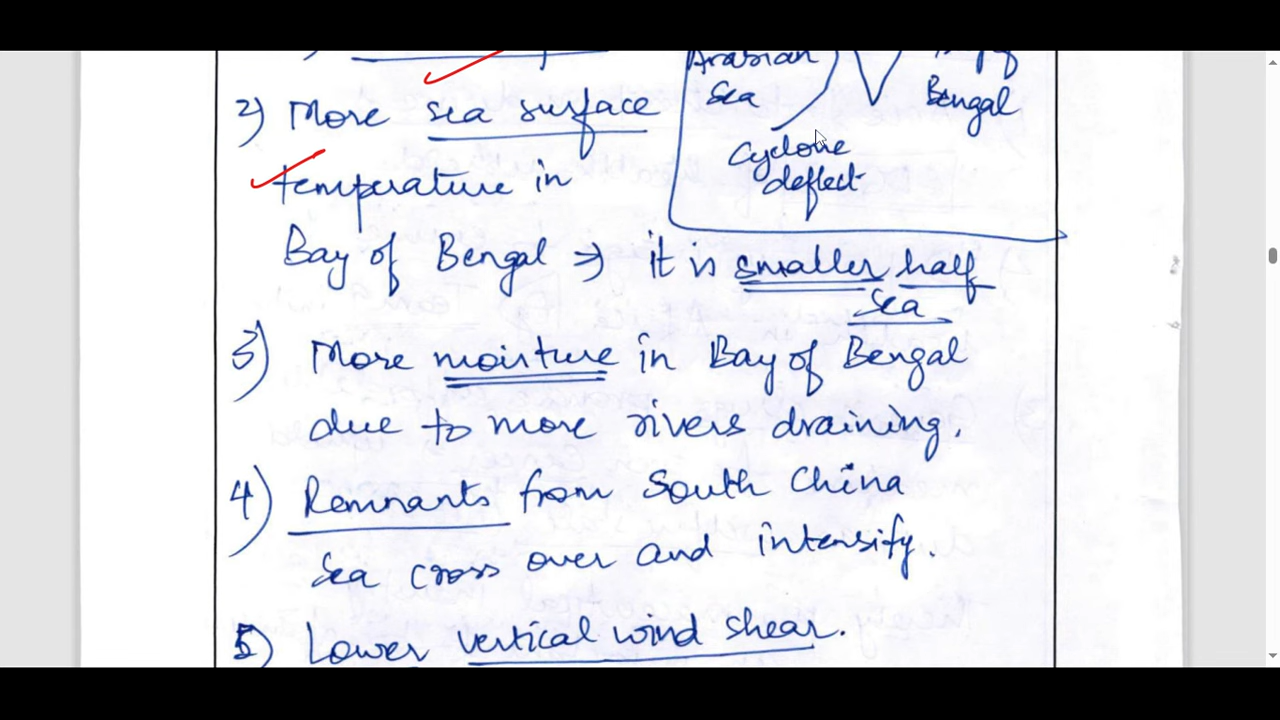 Arabian
Sea
Bengal
Cyclone
deflect
2) More sea surface
temperature in
Bay of Bengal ⇒ it is smaller half
sea
3) More moisture in Bay of Bengal
due to more rivers draining.
4) Remnants from South China
Sea cross over and intensify.
5) Lower vertical wind shear.